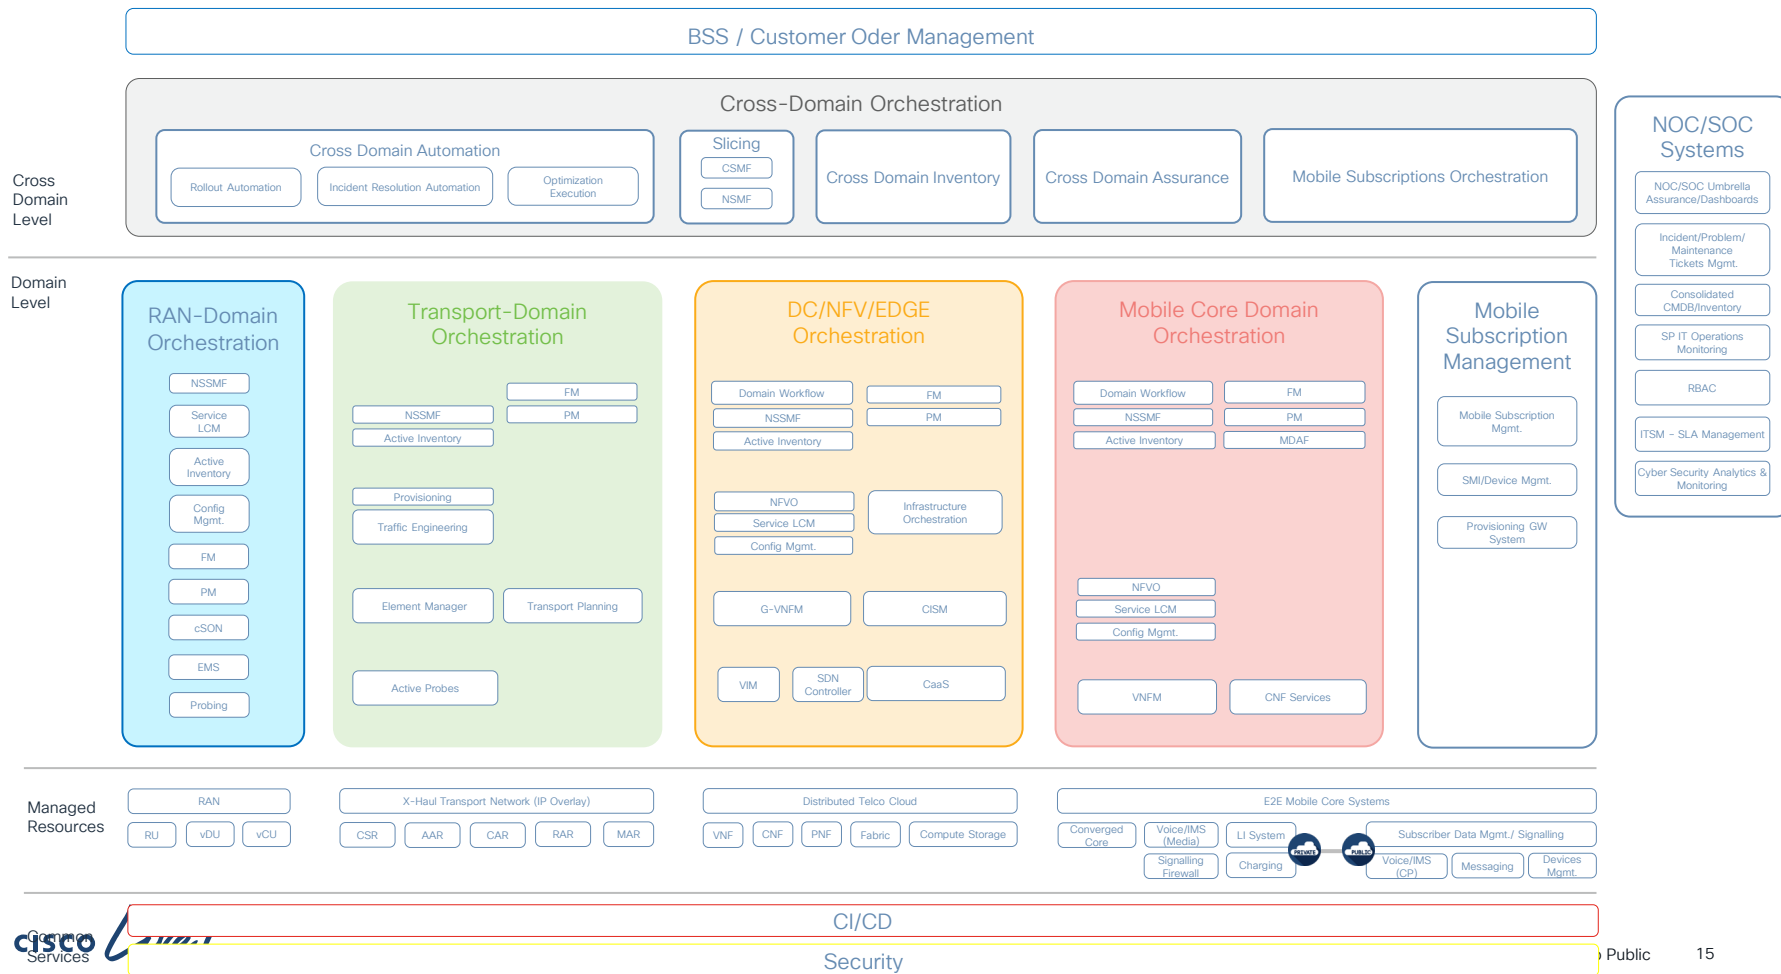 BSS / Customer Oder Management
Cross-Domain Orchestration
Cross
Domain
Level
Cross Domain Automation
Rollout Automation
Incident Resolution Automation
Optimization
Execution
Slicing
CSMF
NSMF
Cross Domain Inventory
Cross Domain Assurance
Mobile Subscriptions Orchestration
NOC/SOC
Systems
NOC/SOC Umbrella
Assurance/Dashboards
Incident/Problem/
Maintenance
Tickets Mgmt.
Consolidated
CMDB/Inventory
SP IT Operations
Monitoring
RBAC
ITSM - SLA Management
Cyber Security Analytics &
Monitoring
Domain
Level
RAN-Domain
Orchestration
NSSMF
Service
LCM
Active
Inventory
Config
Mgmt.
FM
PM
cSON
EMS
Probing
Transport-Domain
Orchestration
FM
NSSMF
PM
Active Inventory
Provisioning
Traffic Engineering
Element Manager
Transport Planning
Active Probes
DC/NFV/EDGE
Orchestration
Domain Workflow
FM
NSSMF
PM
Active Inventory
NFVO
Service LCM
Config Mgmt.
Infrastructure
Orchestration
G-VNFM
CISM
VIM
SDN
Controller
CaaS
Mobile Core Domain
Orchestration
Domain Workflow
FM
NSSMF
PM
Active Inventory
MDAF
NFVO
Service LCM
Config Mgmt.
VNFM
CNF Services
Mobile
Subscription
Management
Mobile Subscription
Mgmt.
SMI/Device Mgmt.
Provisioning GW
System
Managed
Resources
RAN
RU
vDU
vCU
X-Haul Transport Network (IP Overlay)
CSR
AAR
CAR
RAR
MAR
Distributed Telco Cloud
VNF
CNF
PNF
Fabric
Compute Storage
E2E Mobile Core Systems
Converged
Core
Voice/IMS
(Media)
LI System
Signalling
Firewall
Charging
PRIVATE
PUBLIC
Subscriber Data Mgmt./ Signalling
Voice/IMS
(CP)
Messaging
Devices
Mgmt.
Common
Services
CI/CD
Security
CISCO
Public
15